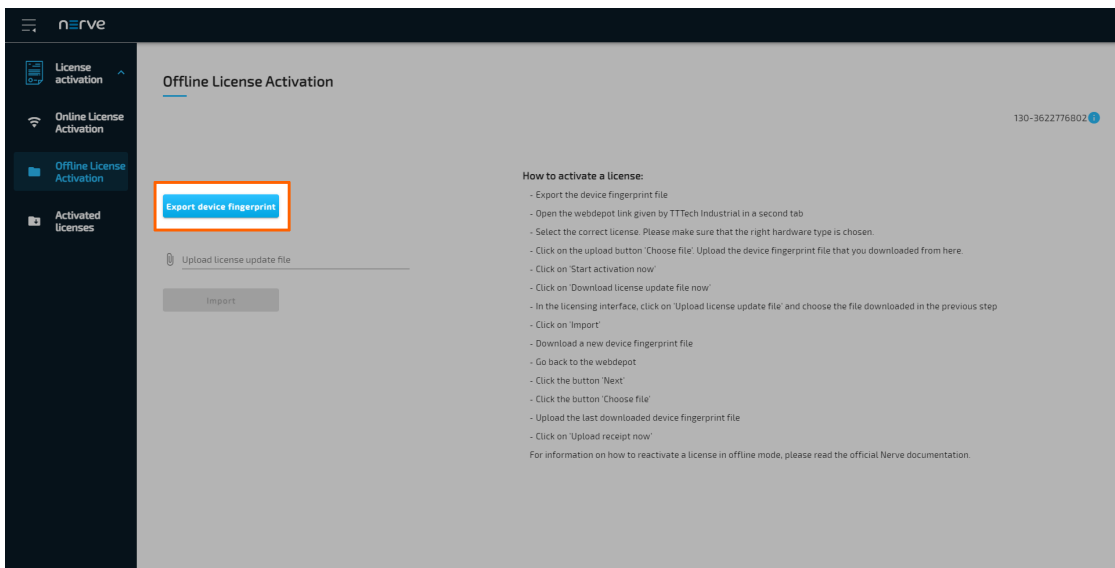 nerve
License
activation
Online License
Activation
Offline License
Activation
Activated
licenses
Offline License Activation
130-3622776802
Export device fingerprint
Upload license update file
Import
How to activate a license:
- Export the device fingerprint file
- Open the webdepot link given by TTTech Industrial in a second tab
- Select the correct license. Please make sure that the right hardware type is chosen.
- Click on the upload button 'Choose file'. Upload the device fingerprint file that you downloaded from here.
- Click on 'Start activation now'
- Click on 'Download license update file now'
- In the licensing interface, click on 'Upload license update file' and choose the file downloaded in the previous step
- Click on 'Import'
- Download a new device fingerprint file
- Go back to the webdepot
- Click the button 'Next'
- Click the button 'Choose file'
- Upload the last downloaded device fingerprint file
- Click on 'Upload receipt now'
For information on how to reactivate a license in offline mode, please read the official Nerve documentation.